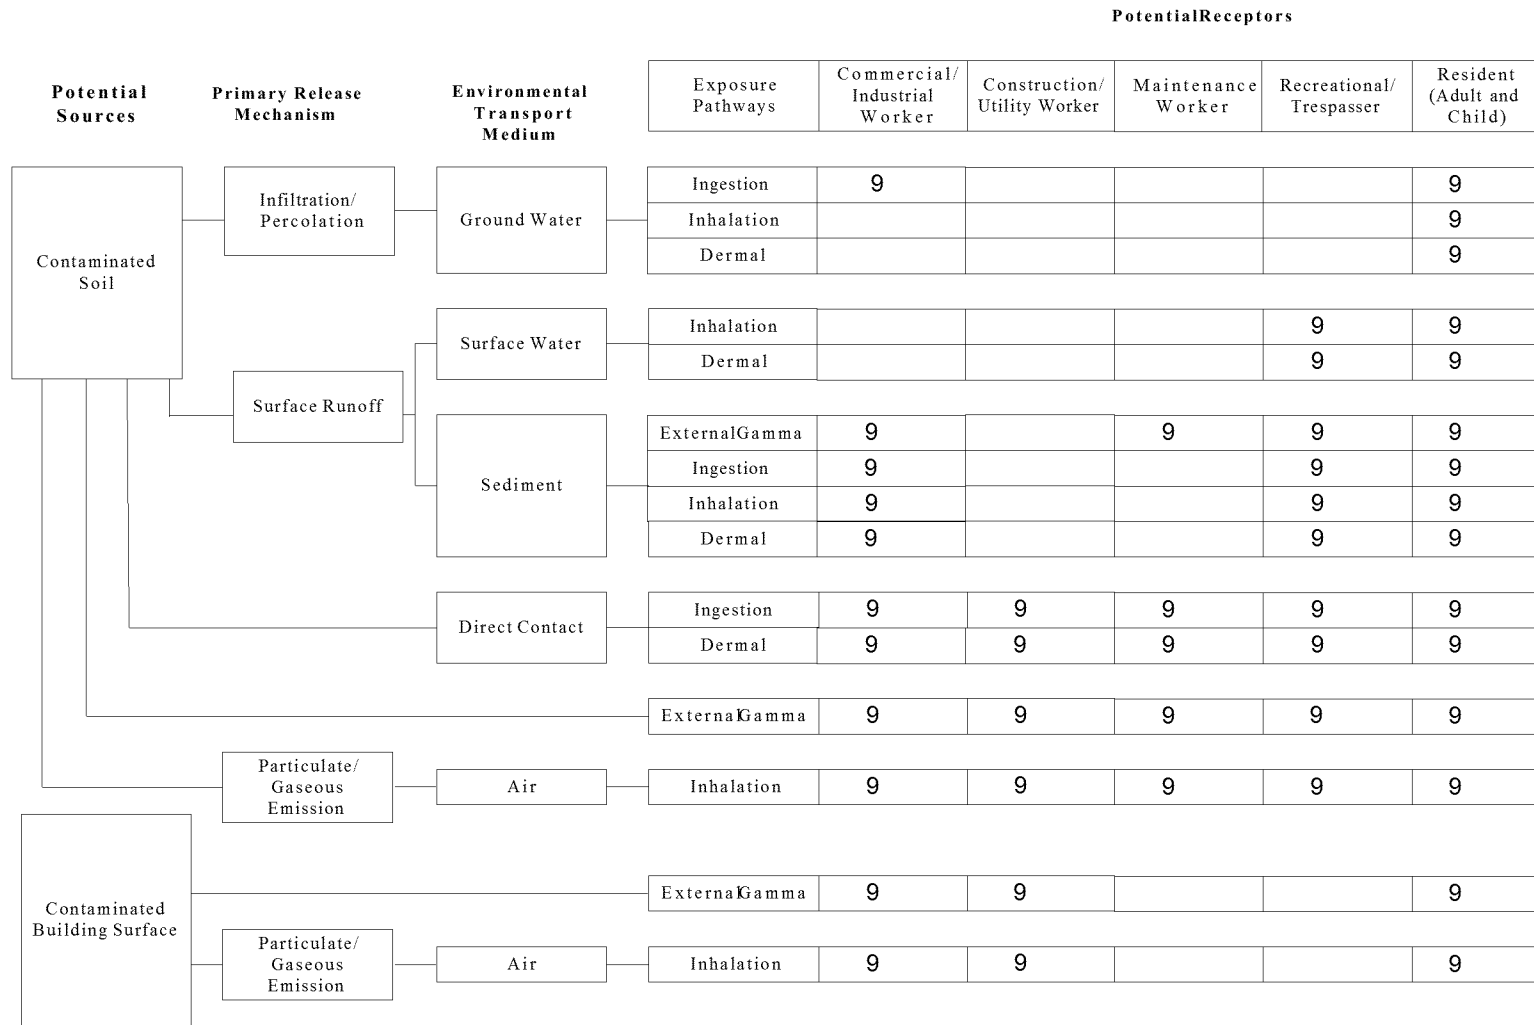 PotentialReceptors
Potential
Sources
Primary Release
Mechanism
Environmental
Transport
Medium
Exposure
Pathways
Commercial/
Industrial
Worker
Construction/
Utility Worker
Maintenance
Worker
Recreational/
Trespasser
Resident
(Adult and
Child)
Contaminated
Soil
Infiltration/
Percolation
Ground Water
Ingestion 9 9
Inhalation 9
Dermal 9
Surface Water
Inhalation 9 9
Dermal 9 9
Surface Runoff
Sediment
ExternalGamma 9 9 9 9
Ingestion 9 9 9
Inhalation 9 9 9
Dermal 9 9 9
Direct Contact
Ingestion 9 9 9 9 9
Dermal 9 9 9 9 9
ExternalGamma 9 9 9 9 9
Particulate/
Gaseous
Emission
Air
Inhalation 9 9 9 9 9
Contaminated
Building Surface
ExternalGamma 9 9 9
Particulate/
Gaseous
Emission
Air
Inhalation 9 9 9